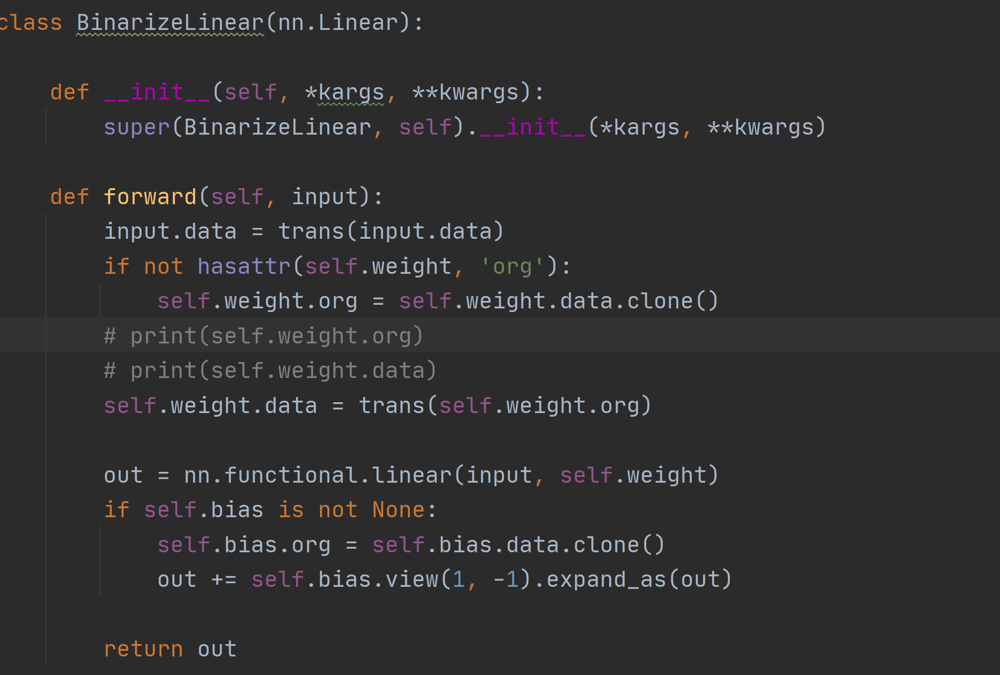 class BinarizeLinear(nn.Linear):
def __init__(self, *kargs, **kwargs):
super(BinarizeLinear, self).__init__(*kargs, **kwargs)
def forward(self, input):
input.data = trans(input.data)
if not hasattr(self.weight, 'org'):
self.weight.org = self.weight.data.clone()
# print(self.weight.org)
# print(self.weight.data)
self.weight.data = trans(self.weight.org)
out = nn.functional.linear(input, self.weight)
if self.bias is not None:
self.bias.org = self.bias.data.clone()
out += self.bias.view(1, -1).expand_as(out)
return out